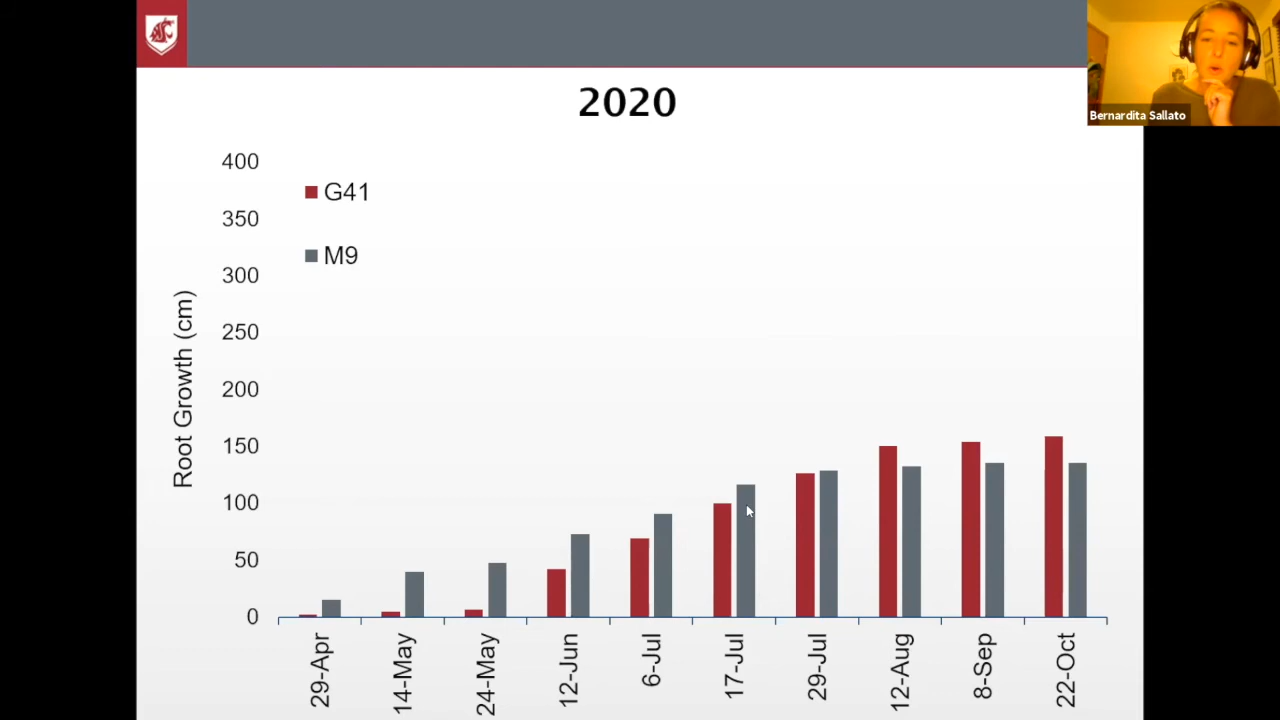 Bernardita Sallato
2020
400
350
300
250
200
150
100
50
0
Root Growth (cm)
G41
M9
29-Apr
14-May
24-May
12-Jun
6-Jul
17-Jul
29-Jul
12-Aug
8-Sep
22-Oct